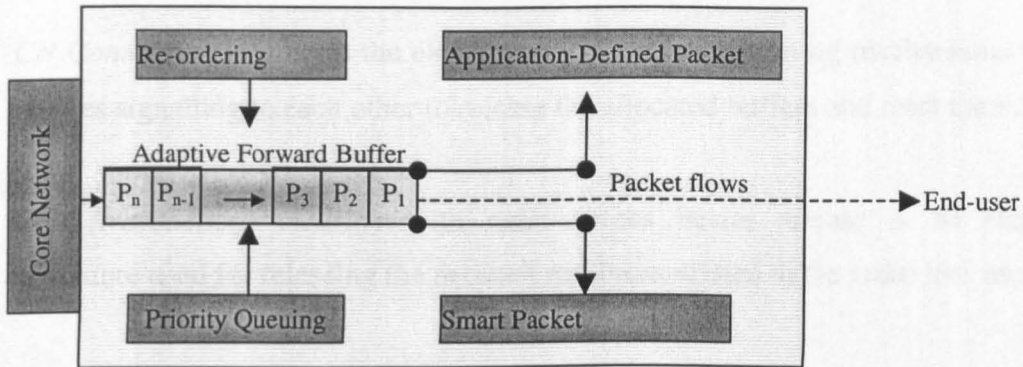 Re-ordering
Application-Defined Packet
Core Network
Adaptive Forward Buffer
Pn Pn-1 P3 P2 P1
Packet flows
End-user
Priority Queuing
Smart Packet